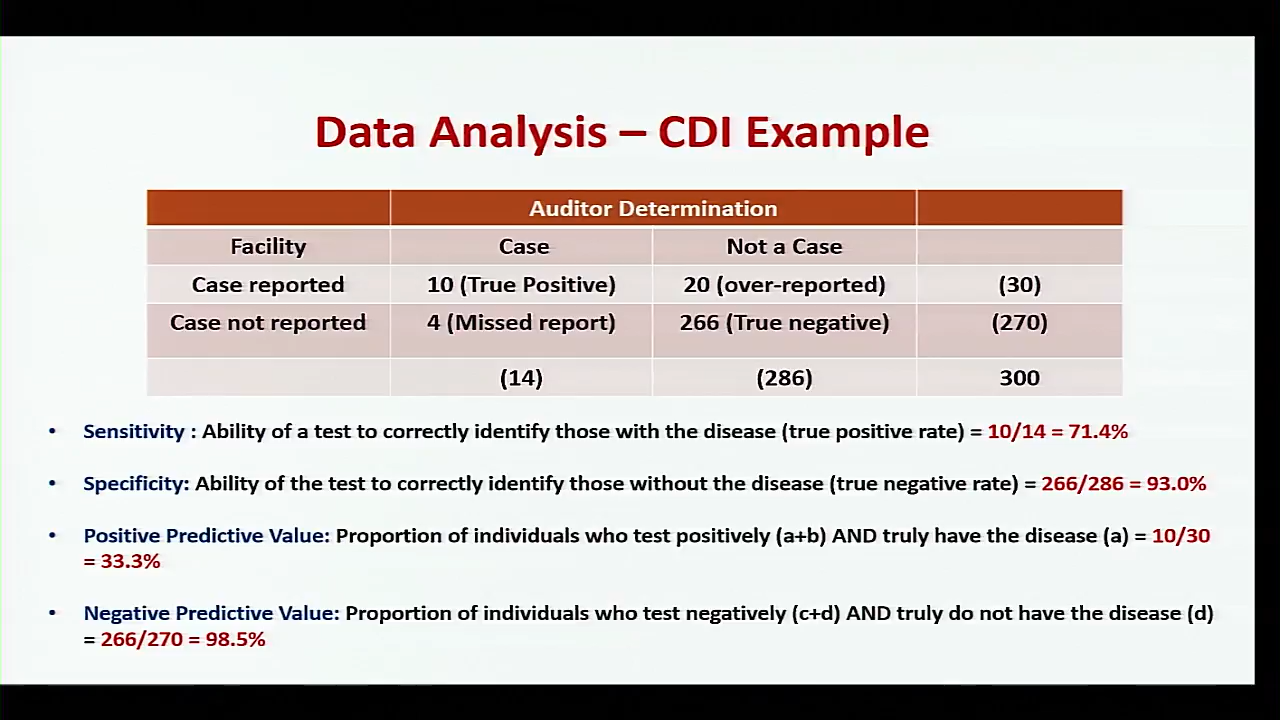 Data Analysis – CDI Example
Auditor Determination
Facility Case Not a Case
Case reported 10 (True Positive) 20 (over-reported) (30)
Case not reported 4 (Missed report) 266 (True negative) (270)
(14) (286) 300
• Sensitivity : Ability of a test to correctly identify those with the disease (true positive rate) = 10/14 = 71.4%
• Specificity: Ability of the test to correctly identify those without the disease (true negative rate) = 266/286 = 93.0%
• Positive Predictive Value: Proportion of individuals who test positively (a+b) AND truly have the disease (a) = 10/30
= 33.3%
• Negative Predictive Value: Proportion of individuals who test negatively (c+d) AND truly do not have the disease (d)
= 266/270 = 98.5%